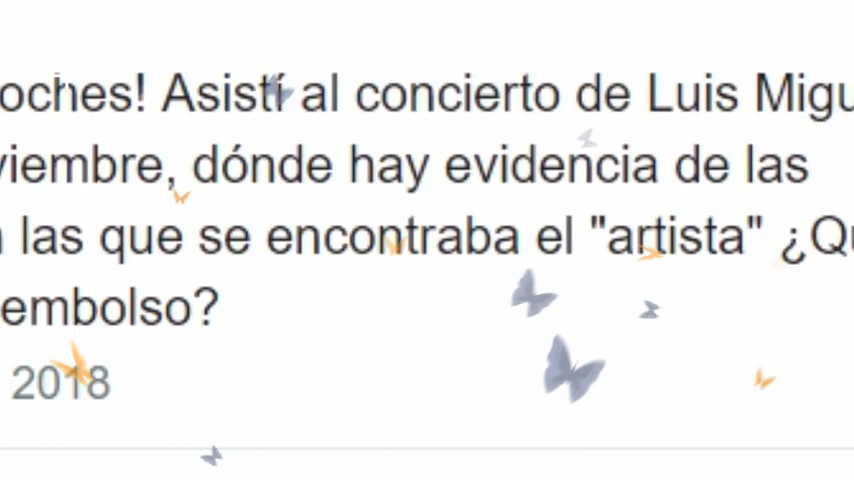 oches! Asistí al concierto de Luis Migu
viembre, dónde hay evidencia de las
las que se encontraba el "artista" ¿Qu
embolso?
2018